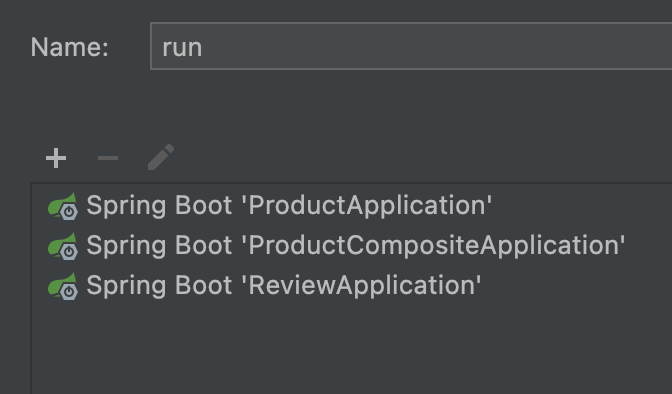 Name: run
Spring Boot 'ProductApplication'
Spring Boot 'ProductCompositeApplication'
Spring Boot 'ReviewApplication'